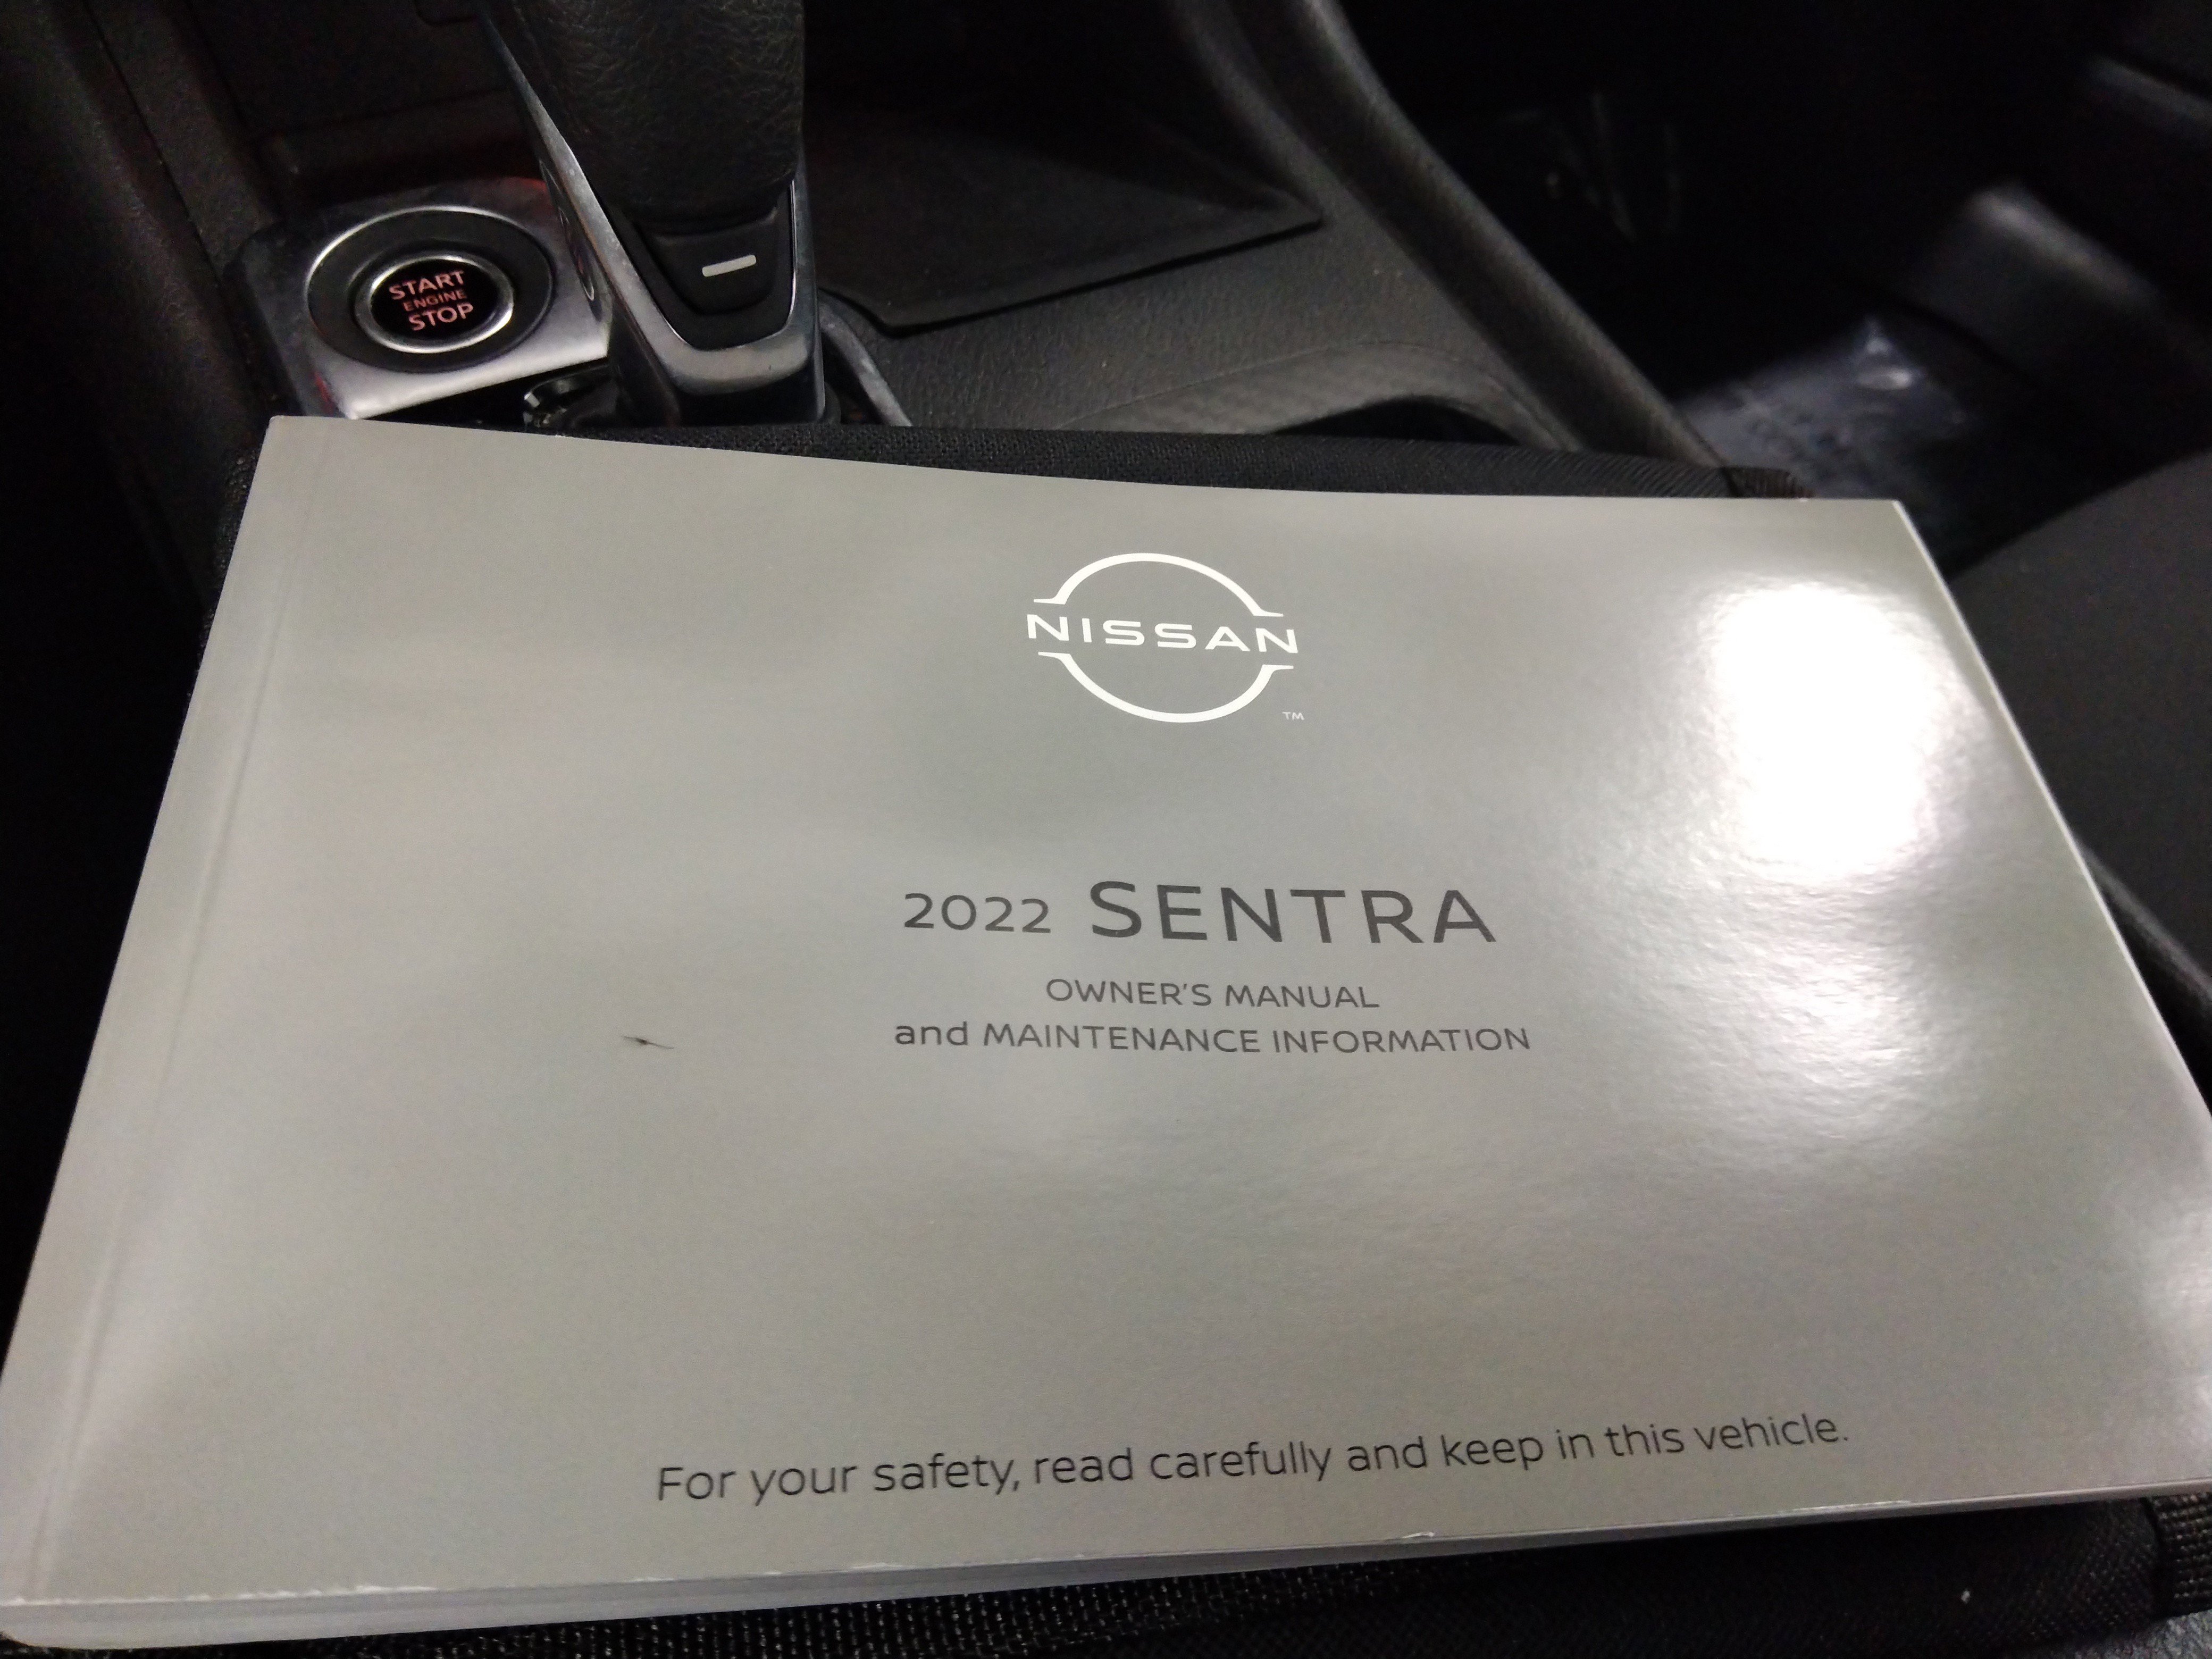 START
ENGINE
STOP
NISSAN
TM
2022 SENTRA
OWNER'S MANUAL
and MAINTENANCE INFORMATION
For your safety, read carefully and keep in this vehicle.